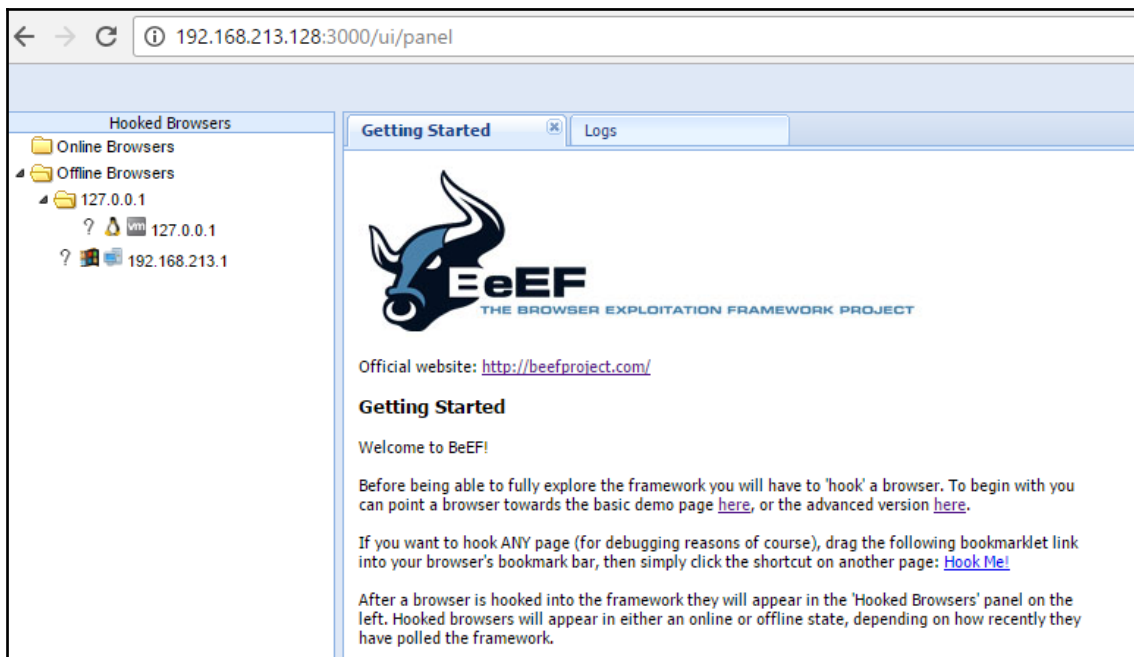 192.168.213.128:3000/ui/panel
Hooked Browsers
Online Browsers
Offline Browsers
127.0.0.1
? vm 127.0.0.1
? 192.168.213.1
Getting Started
Logs
BeEF
THE BROWSER EXPLOITATION FRAMEWORK PROJECT
Official website: http://beefproject.com/
Getting Started
Welcome to BeEF!
Before being able to fully explore the framework you will have to 'hook' a browser. To begin with you
can point a browser towards the basic demo page here, or the advanced version here.
If you want to hook ANY page (for debugging reasons of course), drag the following bookmarklet link
into your browser's bookmark bar, then simply click the shortcut on another page: Hook Me!
After a browser is hooked into the framework they will appear in the 'Hooked Browsers' panel on the
left. Hooked browsers will appear in either an online or offline state, depending on how recently they
have polled the framework.